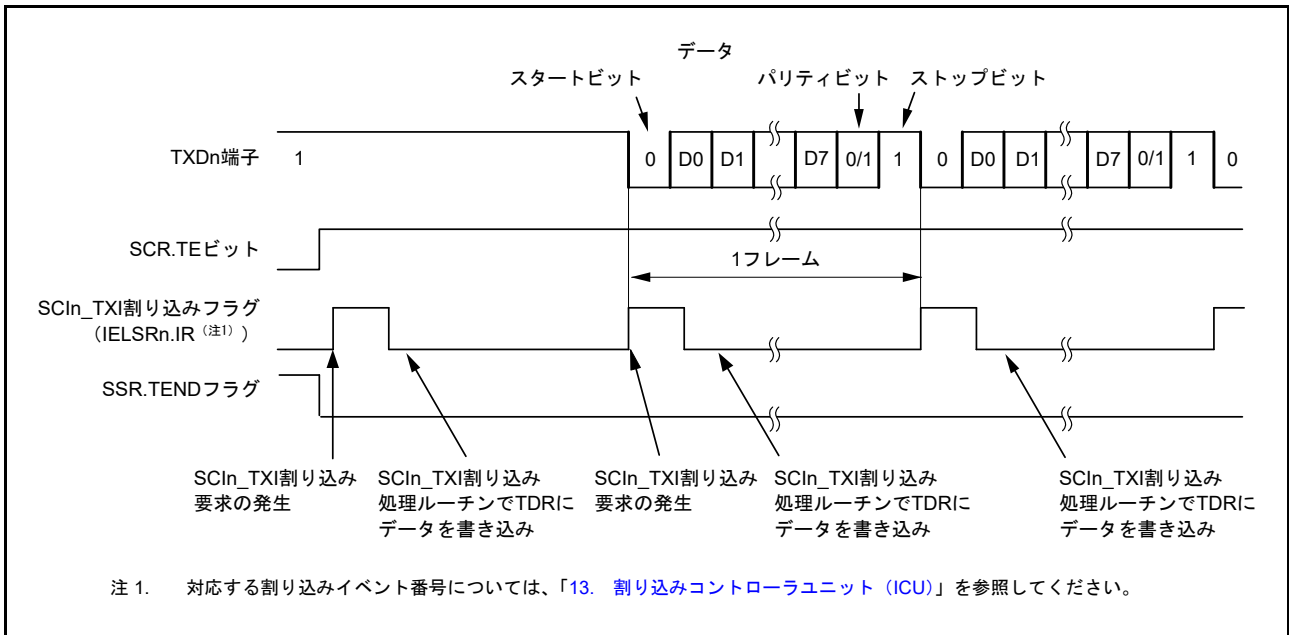 データ
スタートビット
パリティビット
ストップビット
TXDn端子
1
0 D0 D1 D7 0/1 1 0 D0 D1 D7 0/1 1 0
SCR.TEビット
1フレーム
SCIn_TXI割り込みフラグ
（IELSRn.IR（注1））
SSR.TENDフラグ
SCIn_TXI割り込み
要求の発生
SCIn_TXI割り込み
処理ルーチンでTDRに
データを書き込み
SCIn_TXI割り込み
要求の発生
SCIn_TXI割り込み
処理ルーチンでTDRに
データを書き込み
SCIn_TXI割り込み
処理ルーチンでTDRに
データを書き込み
注 1. 対応する割り込みイベント番号については、「13. 割り込みコントローラユニット（ICU）」を参照してください。